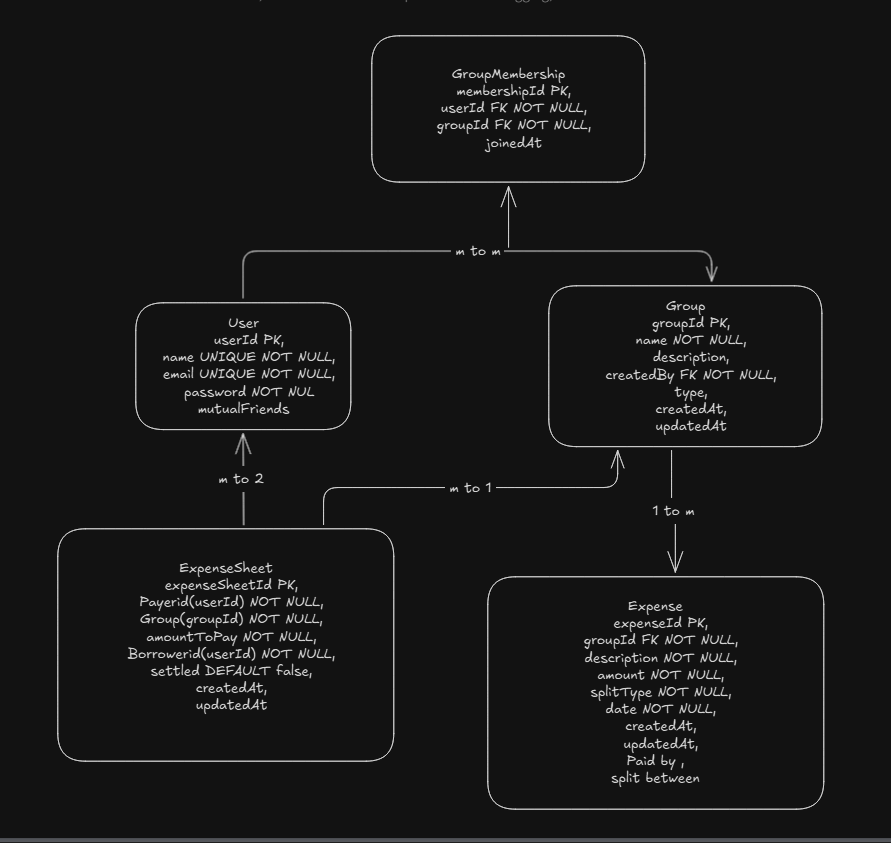 GroupMembership
membershipId PK,
userId FK NOT NULL,
groupId FK NOT NULL,
joinedAt
m to m
User
userId PK,
name UNIQUE NOT NULL,
email UNIQUE NOT NULL,
password NOT NUL
mutualFriends
Group
groupId PK,
name NOT NULL,
description,
createdBy FK NOT NULL,
type,
createdAt,
updatedAt
m to 2
m to 1
1 to m
ExpenseSheet
expenseSheetId PK,
Payerid(userId) NOT NULL,
Group(groupId) NOT NULL,
amountToPay NOT NULL,
Borrowerid(userId) NOT NULL,
settled DEFAULT false,
createdAt,
updatedAt
Expense
expenseId PK,
groupId FK NOT NULL,
description NOT NULL,
amount NOT NULL,
splitType NOT NULL,
date NOT NULL,
createdAt,
updatedAt,
Paid by ,
split between